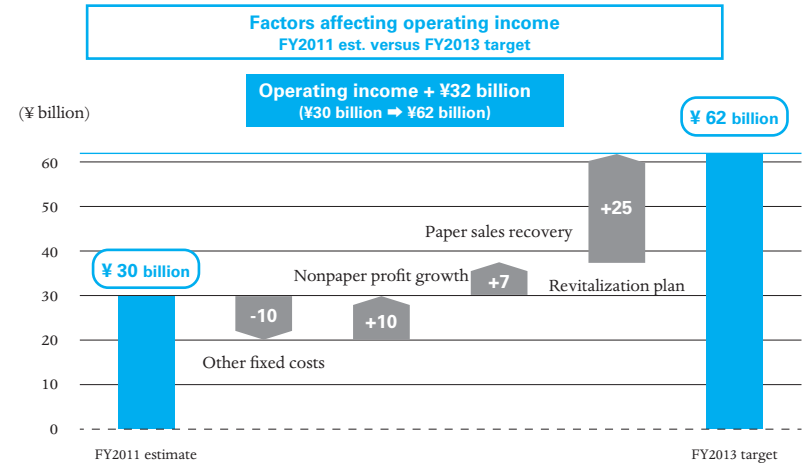 Factors affecting operating income
FY2011 est. versus FY2013 target
Operating income + ¥32 billion
(¥30 billion ➡ ¥62 billion)
(¥ billion)
¥ 62 billion
60
50
+25
Paper sales recovery
40
¥ 30 billion
Nonpaper profit growth
+7
Revitalization plan
30
-10
+10
20
Other fixed costs
10
0
FY2011 estimate
FY2013 target